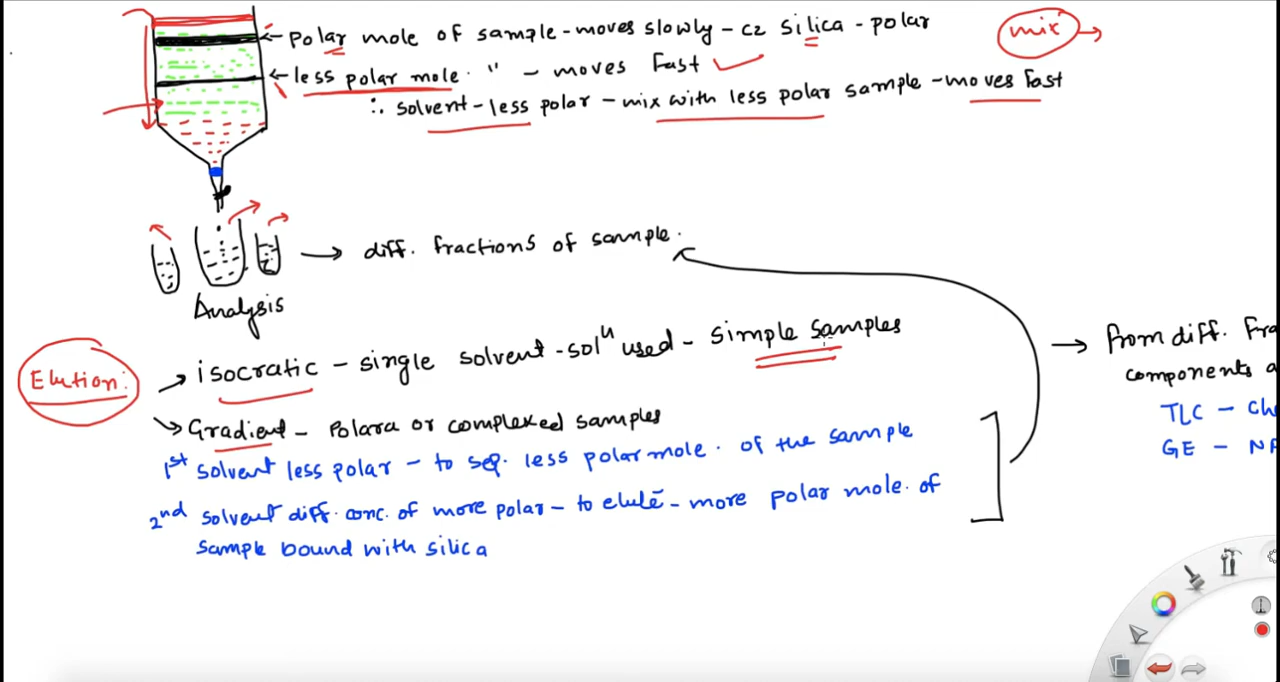 Polar mole of sample - moves slowly - cz silica - polar
mix →
less polar mole. " - moves Fast
∴ solvent - less polar - mix with less polar sample - moves fast
→ diff. fractions of sample.
Analysis
Elution.
→ isocratic - single solvent - solⁿ used - simple samples
→ Gradient - Polara or complexed samples
1st solvent less polar - to sep. less polar mole. of the sample
2nd solvent diff. conc. of more polar - to elute - more polar mole. of
sample bound with silica
→ From diff. Fra
components a
TLC - Ch
GE - NA